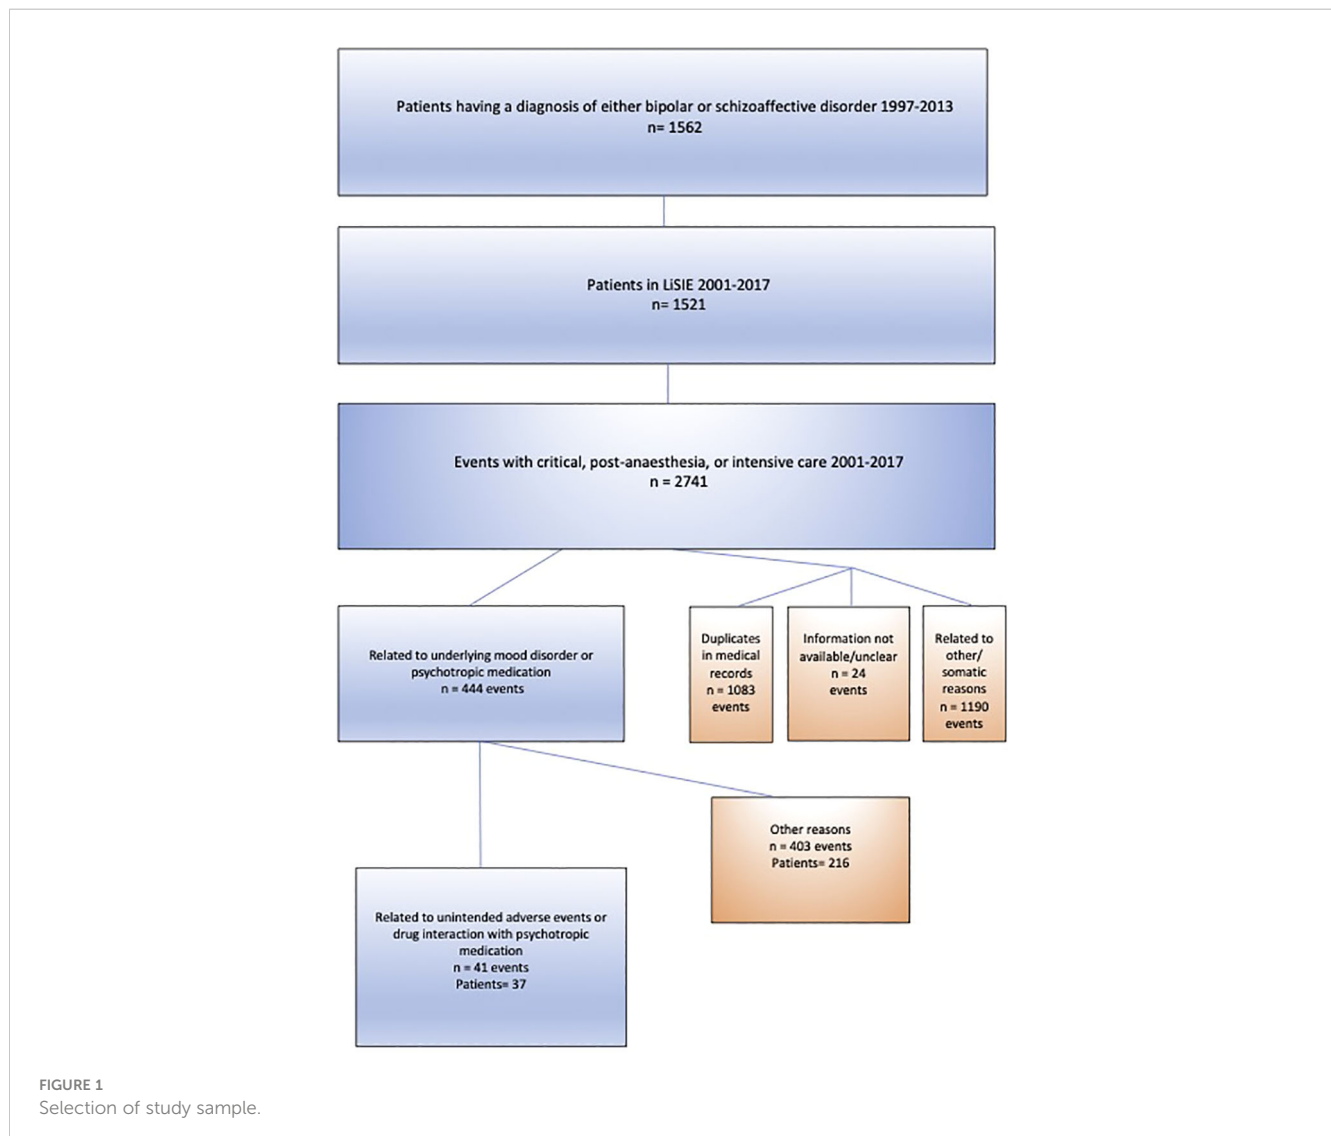 Patients having a diagnosis of either bipolar or schizoaffective disorder 1997-2013
n= 1562
Patients in LiSIE 2001-2017
n= 1521
Events with critical, post-anaesthesia, or intensive care 2001-2017
n = 2741
Related to underlying mood disorder or
psychotropic medication
n = 444 events
Duplicates
in medical
records
n = 1083
events
Information not
available/unclear
n = 24
events
Related to
other/
somatic
reasons
n = 1190
events
Other reasons
n = 403 events
Patients= 216
Related to unintended adverse events or
drug interaction with psychotropic
medication
n = 41 events
Patients= 37
FIGURE 1
Selection of study sample.